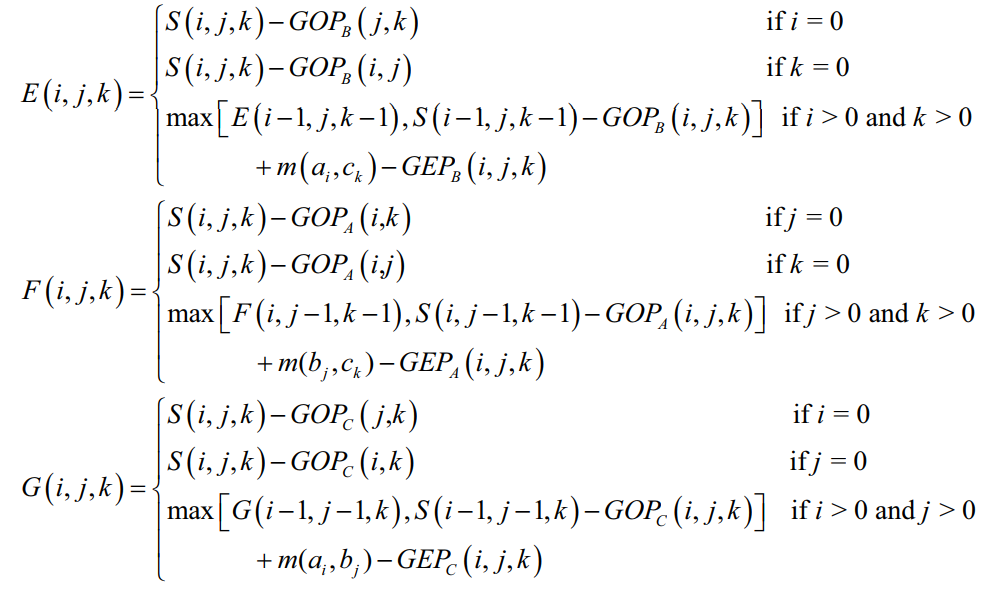 S(i, j, k) − GOP_B (j, k) if i = 0
S(i, j, k) − GOP_B (i, j) if k = 0
E(i, j, k) =
max[E(i−1, j, k−1), S(i−1, j, k−1) − GOP_B (i, j, k)] if i > 0 and k > 0
+ m(a_i, c_k) − GEP_B (i, j, k)
S(i, j, k) − GOP_A (i,k) if j = 0
S(i, j, k) − GOP_A (i,j) if k = 0
F(i, j, k) =
max[F(i, j−1, k−1), S(i, j−1, k−1) − GOP_A (i, j, k)] if j > 0 and k > 0
+ m(b_j, c_k) − GEP_A (i, j, k)
S(i, j, k) − GOP_C (j,k) if i = 0
S(i, j, k) − GOP_C (i,k) if j = 0
G(i, j, k) =
max[G(i−1, j−1, k), S(i−1, j−1, k) − GOP_C (i, j, k)] if i > 0 and j > 0
+ m(a_i, b_j) − GEP_C (i, j, k)